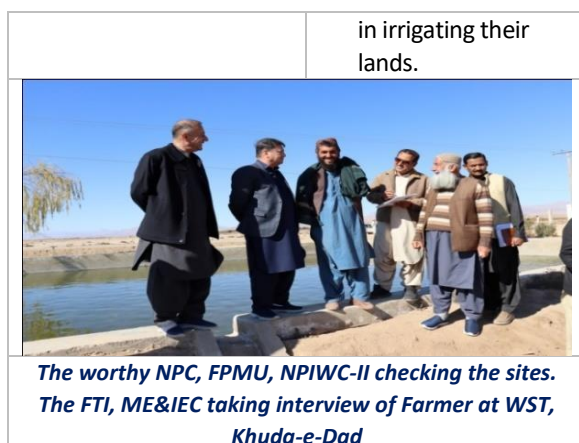 in irrigating their
lands.
The worthy NPC, FPMU, NPIWC-II checking the sites.
The FTI, ME&IEC taking interview of Farmer at WST,
Khuda-e-Dad